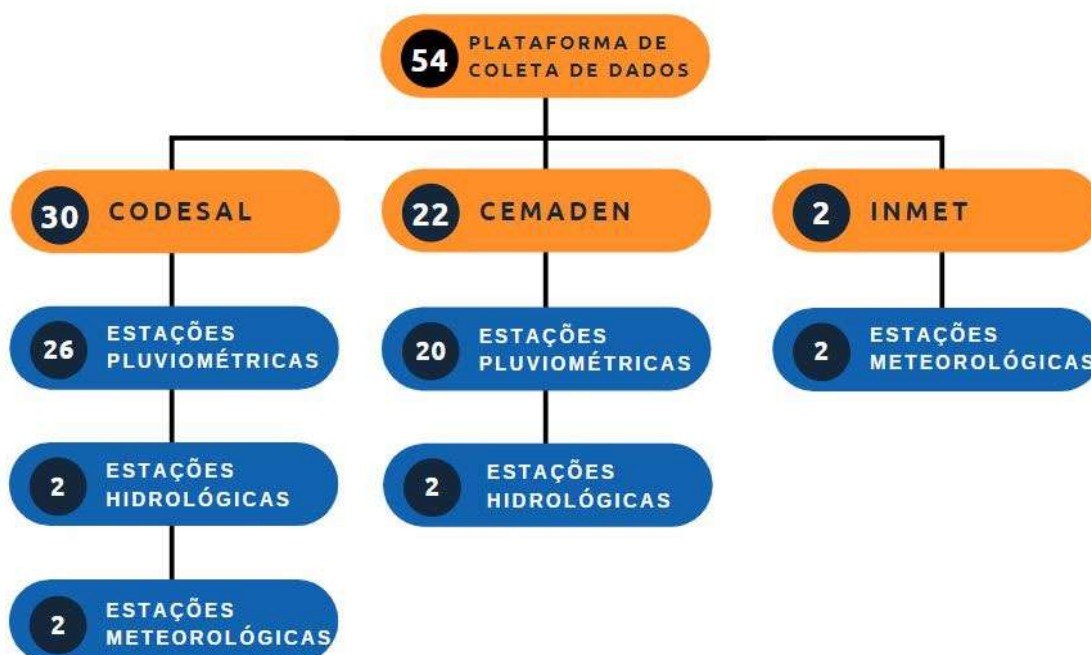 54
PLATAFORMA DE
COLETA DE DADOS
30
CODESAL
22
CEMADEN
2
INMET
26
ESTAÇÕES
PLUVIOMÉTRICAS
20
ESTAÇÕES
PLUVIOMÉTRICAS
2
ESTAÇÕES
METEOROLÓGICAS
2
ESTAÇÕES
HIDROLÓGICAS
2
ESTAÇÕES
HIDROLÓGICAS
2
ESTAÇÕES
METEOROLÓGICAS